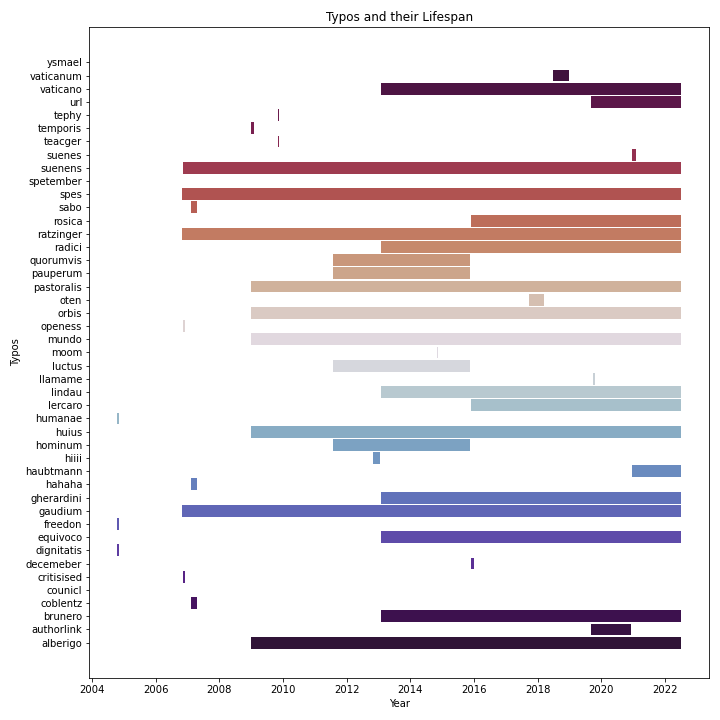 Typos and their Lifespan
ysmael
vaticanum
vaticano
url
tephy
temporis
teacger
suenes
suenens
spetember
spes
sabo
rosica
ratzinger
radici
quorumvis
pauperum
pastoralis
oten
orbis
openess
mundo
moom
luctus
llamame
lindau
lercaro
humanae
huius
hominum
hiiii
haubtmann
hahaha
gherardini
gaudium
freedon
equivoco
dignitatis
decemeber
critisised
counicl
coblentz
brunero
authorlink
alberigo
Typos
2004 2006 2008 2010 2012 2014 2016 2018 2020 2022
Year